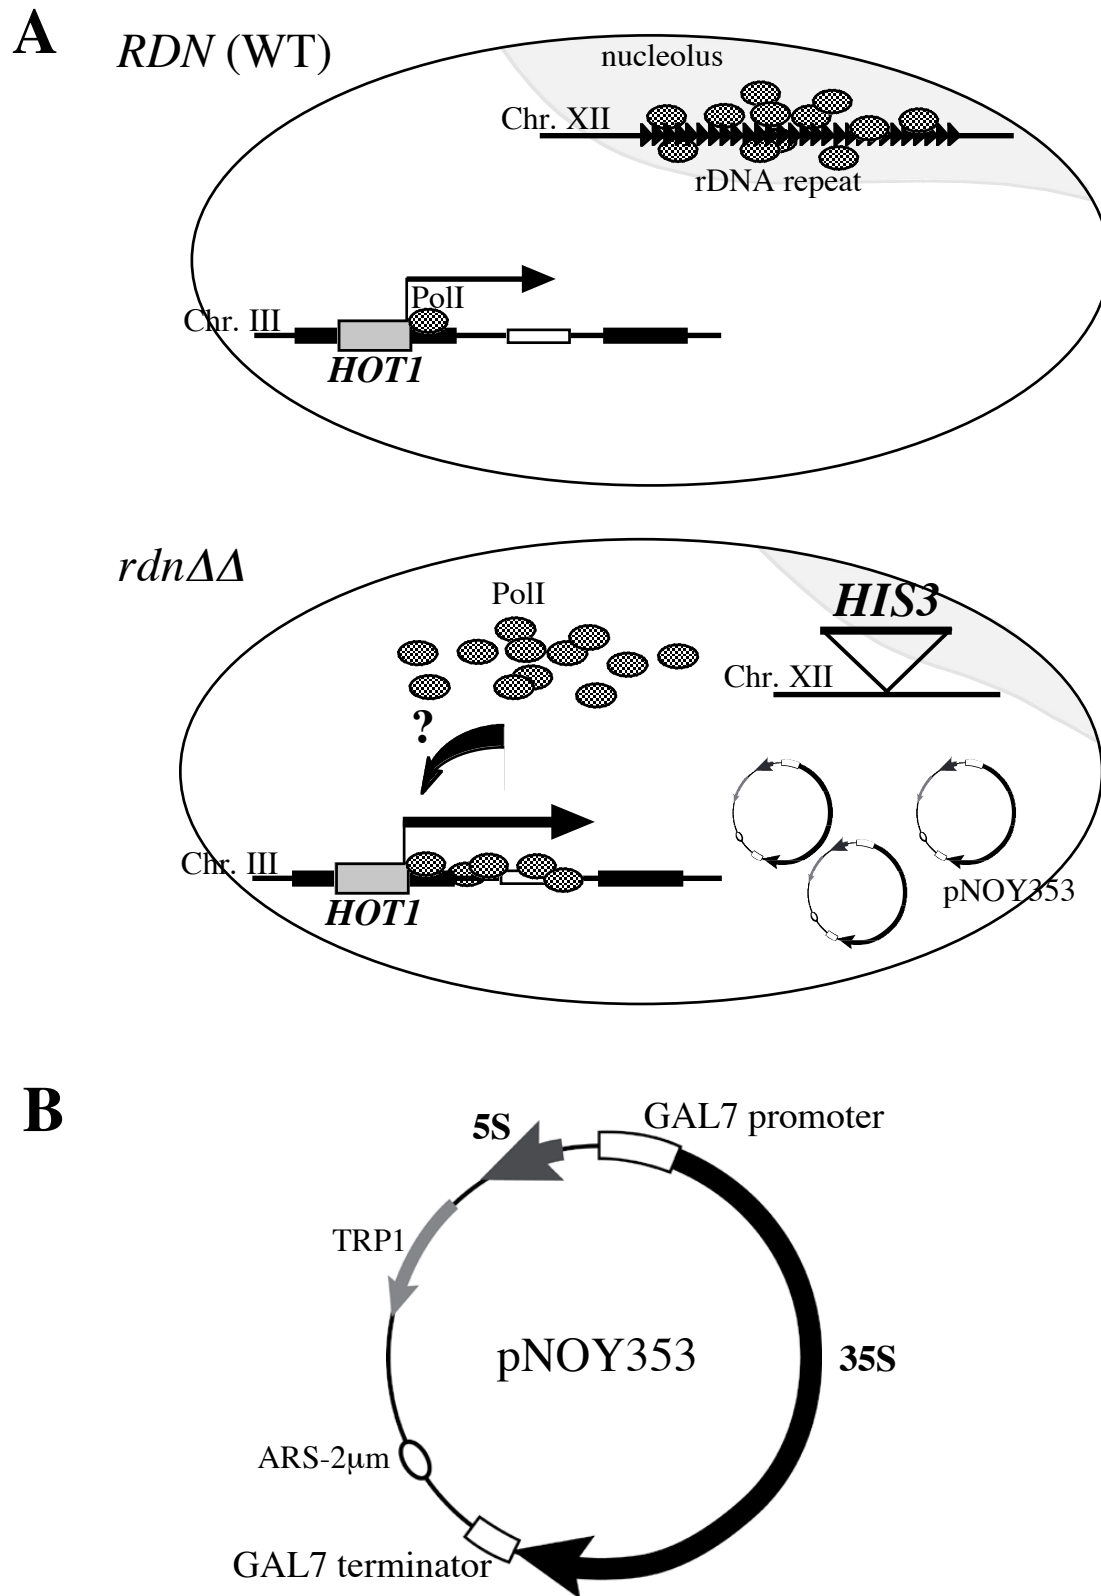 A
RDN (WT)
nucleolus
Chr. XII
rDNA repeat
PolI
Chr. III
HOT1
rdnΔΔ
PolI
HIS3
Chr. XII
?
Chr. III
HOT1
pNOY353
B
5S
GAL7 promoter
TRP1
pNOY353
35S
ARS-2μm
GAL7 terminator